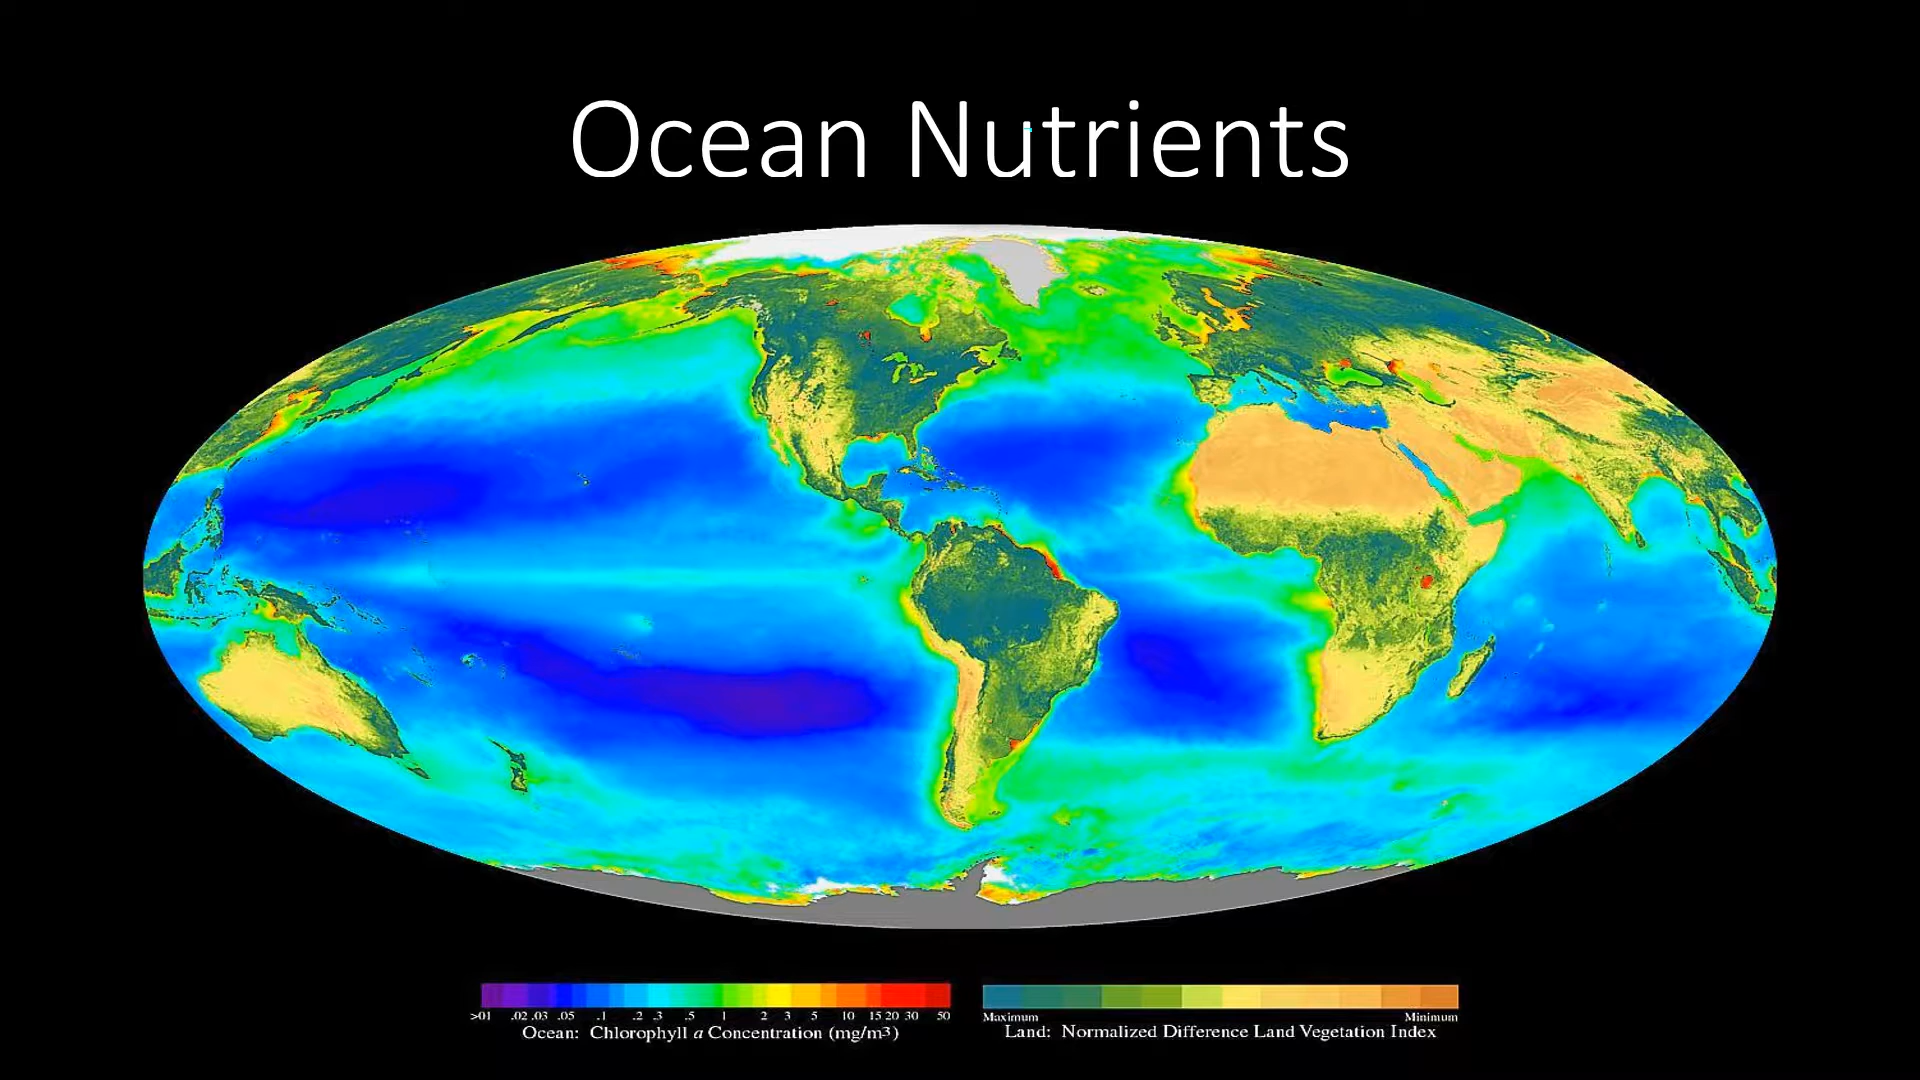 Ocean Nutrients
>01 .02 .03 .05 .1 .2 .3 .5 1 2 3 5 10 15 20 30 50
Ocean: Chlorophyll a Concentration (mg/m3)
Maximum Minimum
Land: Normalized Difference Land Vegetation Index